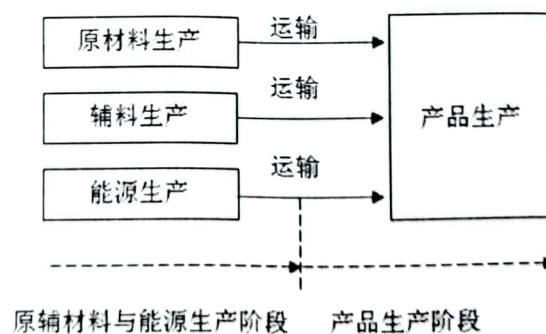 原材料生产
运输
辅料生产
运输
产品生产
能源生产
运输
原辅材料与能源生产阶段
产品生产阶段